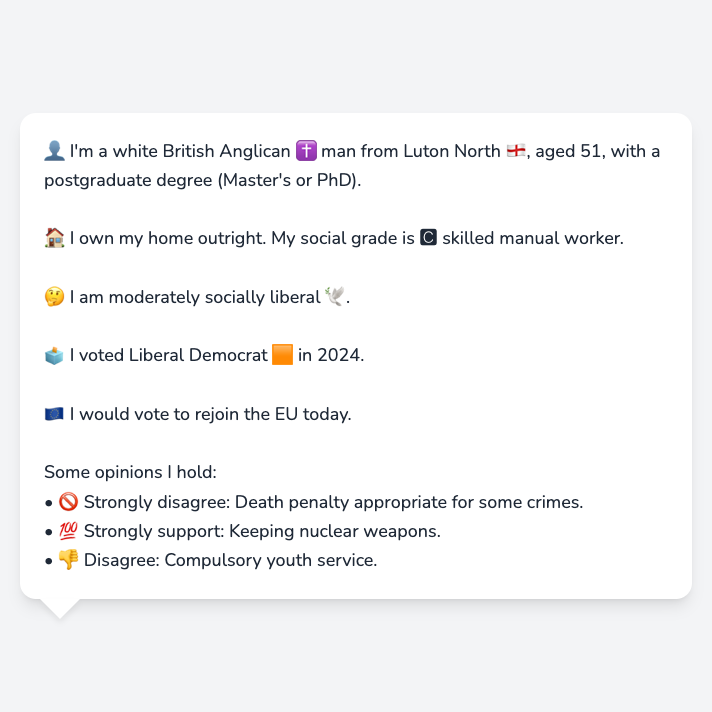 👤 I'm a white British Anglican ✝️ man from Luton North 🏴󠁧󠁢󠁥󠁮󠁧󠁿, aged 51, with a
postgraduate degree (Master's or PhD).
🏠 I own my home outright. My social grade is 🅲 skilled manual worker.
🤔 I am moderately socially liberal 🕊️.
🗳️ I voted Liberal Democrat 🟧 in 2024.
🇪🇺 I would vote to rejoin the EU today.
Some opinions I hold:
• 🚫 Strongly disagree: Death penalty appropriate for some crimes.
• 💯 Strongly support: Keeping nuclear weapons.
• 👎 Disagree: Compulsory youth service.